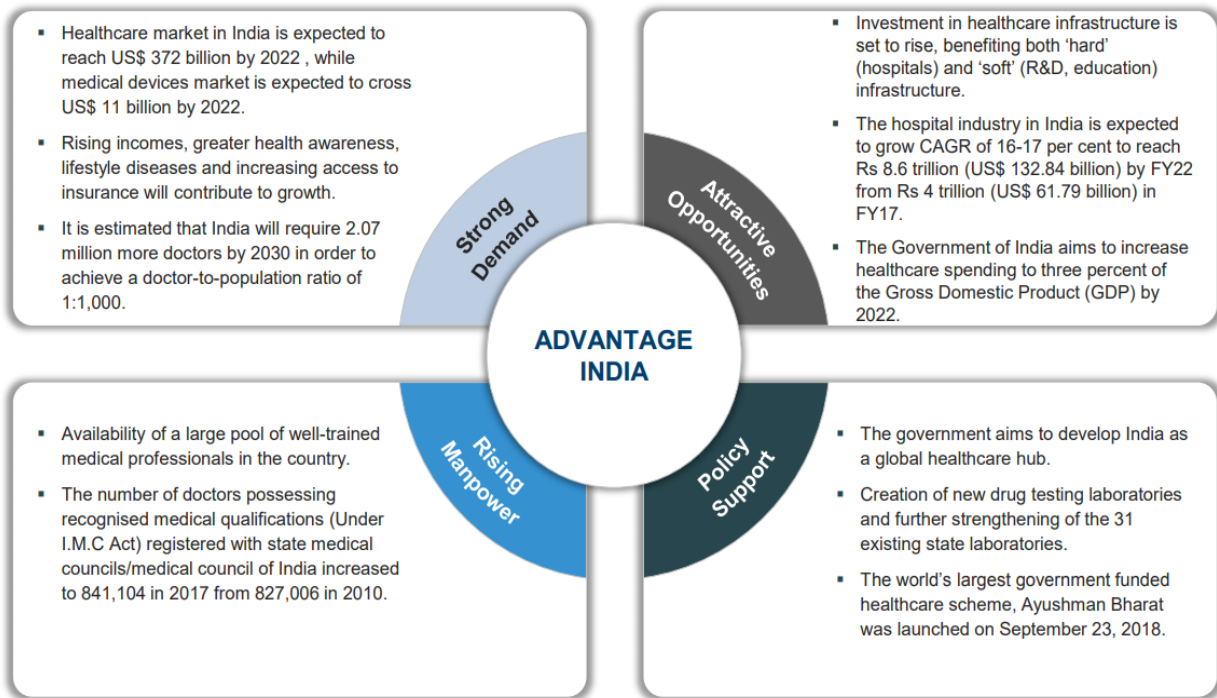 ▪ Healthcare market in India is expected to
reach US$ 372 billion by 2022 , while
medical devices market is expected to cross
US$ 11 billion by 2022.
▪ Rising incomes, greater health awareness,
lifestyle diseases and increasing access to
insurance will contribute to growth.
▪ It is estimated that India will require 2.07
million more doctors by 2030 in order to
achieve a doctor-to-population ratio of
1:1,000.
Strong
Demand
▪ Investment in healthcare infrastructure is
set to rise, benefiting both ‘hard’
(hospitals) and ‘soft’ (R&D, education)
infrastructure.
▪ The hospital industry in India is expected
to grow CAGR of 16-17 per cent to reach
Rs 8.6 trillion (US$ 132.84 billion) by FY22
from Rs 4 trillion (US$ 61.79 billion) in
FY17.
▪ The Government of India aims to increase
healthcare spending to three percent of
the Gross Domestic Product (GDP) by
2022.
Attractive
Opportunities
ADVANTAGE
INDIA
▪ Availability of a large pool of well-trained
medical professionals in the country.
▪ The number of doctors possessing
recognised medical qualifications (Under
I.M.C Act) registered with state medical
councils/medical council of India increased
to 841,104 in 2017 from 827,006 in 2010.
Rising
Manpower
▪ The government aims to develop India as
a global healthcare hub.
▪ Creation of new drug testing laboratories
and further strengthening of the 31
existing state laboratories.
▪ The world’s largest government funded
healthcare scheme, Ayushman Bharat
was launched on September 23, 2018.
Policy
Support